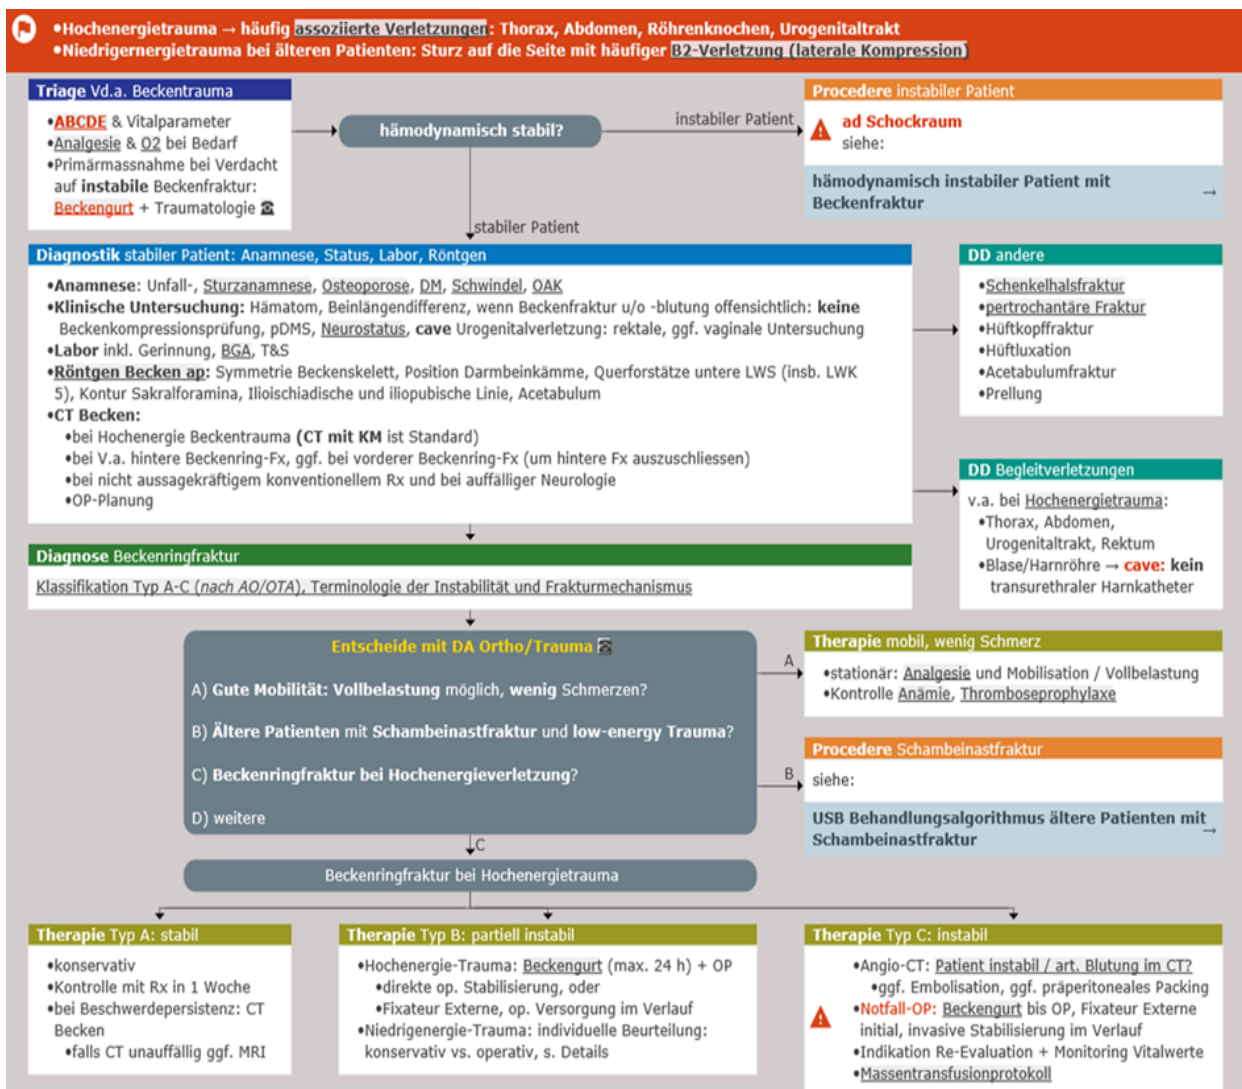 •Hochenergietrauma → häufig assoziierte Verletzungen: Thorax, Abdomen, Röhrenknochen, Urogenitaltrakt
•Niedrigernergietrauma bei älteren Patienten: Sturz auf die Seite mit häufiger B2-Verletzung (laterale Kompression)
Triage Vd.a. Beckentrauma
•ABCDE & Vitalparameter
•Analgesie & O2 bei Bedarf
•Primärmassnahme bei Verdacht
auf instabile Beckenfraktur:
Beckengurt + Traumatologie ☎
hämodynamisch stabil?
instabiler Patient
Procedere instabiler Patient
ad Schockraum
siehe:
hämodynamisch instabiler Patient mit
Beckenfraktur →
stabiler Patient
Diagnostik stabiler Patient: Anamnese, Status, Labor, Röntgen
•Anamnese: Unfall-, Sturzanamnese, Osteoporose, DM, Schwindel, OAK
•Klinische Untersuchung: Hämatom, Beinlängendifferenz, wenn Beckenfraktur u/o -blutung offensichtlich: keine
Beckenkompressionsprüfung, pDMS, Neurostatus, cave Urogenitalverletzung: rektale, ggf. vaginale Untersuchung
•Labor inkl. Gerinnung, BGA, T&S
•Röntgen Becken ap: Symmetrie Beckenskelett, Position Darmbeinkämme, Querforstätze untere LWS (insb. LWK
5), Kontur Sakralforamina, Ilioischiadische und iliopubische Linie, Acetabulum
•CT Becken:
•bei Hochenergie Beckentrauma (CT mit KM ist Standard)
•bei V.a. hintere Beckenring-Fx, ggf. bei vorderer Beckenring-Fx (um hintere Fx auszuschliessen)
•bei nicht aussagekräftigem konventionellem Rx und bei auffälliger Neurologie
•OP-Planung
DD andere
•Schenkelhalsfraktur
•pertrochantäre Fraktur
•Hüftkopffraktur
•Hüftluxation
•Acetabulumfraktur
•Prellung
DD Begleitverletzungen
v.a. bei Hochenergietrauma:
•Thorax, Abdomen,
Urogenitaltrakt, Rektum
•Blase/Harnröhre → cave: kein
transurethraler Harnkatheter
Diagnose Beckenringfraktur
Klassifikation Typ A-C (nach AO/OTA), Terminologie der Instabilität und Frakturmechanismus
Entscheide mit DA Ortho/Trauma ☎
A) Gute Mobilität: Vollbelastung möglich, wenig Schmerzen?
B) Ältere Patienten mit Schambeinastfraktur und low-energy Trauma?
C) Beckenringfraktur bei Hochenergieverletzung?
D) weitere
A
Therapie mobil, wenig Schmerz
•stationär: Analgesie und Mobilisation / Vollbelastung
•Kontrolle Anämie, Thromboseprophylaxe
B
Procedere Schambeinastfraktur
siehe:
USB Behandlungsalgorithmus ältere Patienten mit
Schambeinastfraktur →
C
Beckenringfraktur bei Hochenergietrauma
Therapie Typ A: stabil
•konservativ
•Kontrolle mit Rx in 1 Woche
•bei Beschwerdepersistenz: CT
Becken
•falls CT unauffällig ggf. MRI
Therapie Typ B: partiell instabil
•Hochenergie-Trauma: Beckengurt (max. 24 h) + OP
•direkte op. Stabilisierung, oder
•Fixateur Externe, op. Versorgung im Verlauf
•Niedrigenergie-Trauma: individuelle Beurteilung:
konservativ vs. operativ, s. Details
Therapie Typ C: instabil
•Angio-CT: Patient instabil / art. Blutung im CT?
•ggf. Embolisation, ggf. präperitoneales Packing
•Notfall-OP: Beckengurt bis OP, Fixateur Externe
initial, invasive Stabilisierung im Verlauf
•Indikation Re-Evaluation + Monitoring Vitalwerte
•Massentransfusionprotokoll